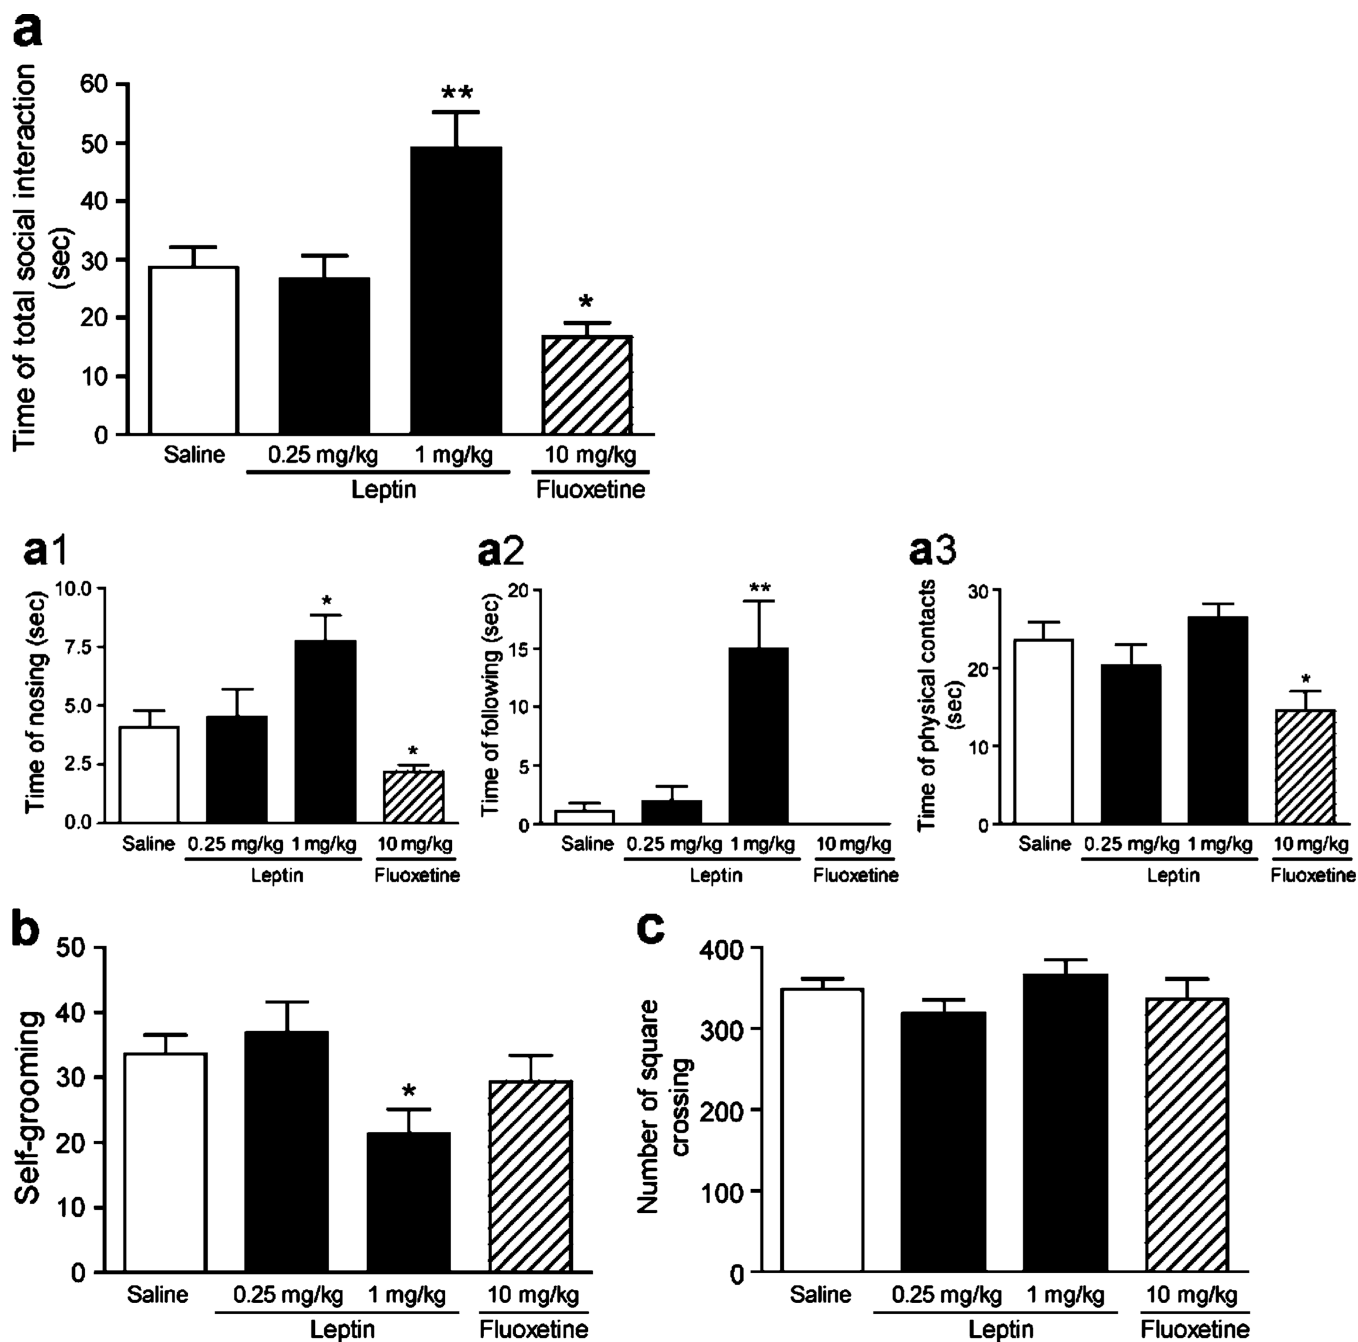 a
Time of total social interaction
(sec)
60
50
40
30
20
10
0
**
*
Saline
0.25 mg/kg
1 mg/kg
10 mg/kg
Leptin
Fluoxetine
a1
Time of nosing (sec)
10.0
7.5
5.0
2.5
0.0
*
*
Saline
0.25 mg/kg
1 mg/kg
10 mg/kg
Leptin
Fluoxetine
a2
Time of following (sec)
20
15
10
5
0
**
Saline
0.25 mg/kg
1 mg/kg
10 mg/kg
Leptin
Fluoxetine
a3
Time of physical contacts
(sec)
30
20
10
0
*
Saline
0.25 mg/kg
1 mg/kg
10 mg/kg
Leptin
Fluoxetine
b
Self-grooming
50
40
30
20
10
0
*
Saline
0.25 mg/kg
1 mg/kg
10 mg/kg
Leptin
Fluoxetine
c
Number of square
crossing
400
300
200
100
0
Saline
0.25 mg/kg
1 mg/kg
10 mg/kg
Leptin
Fluoxetine